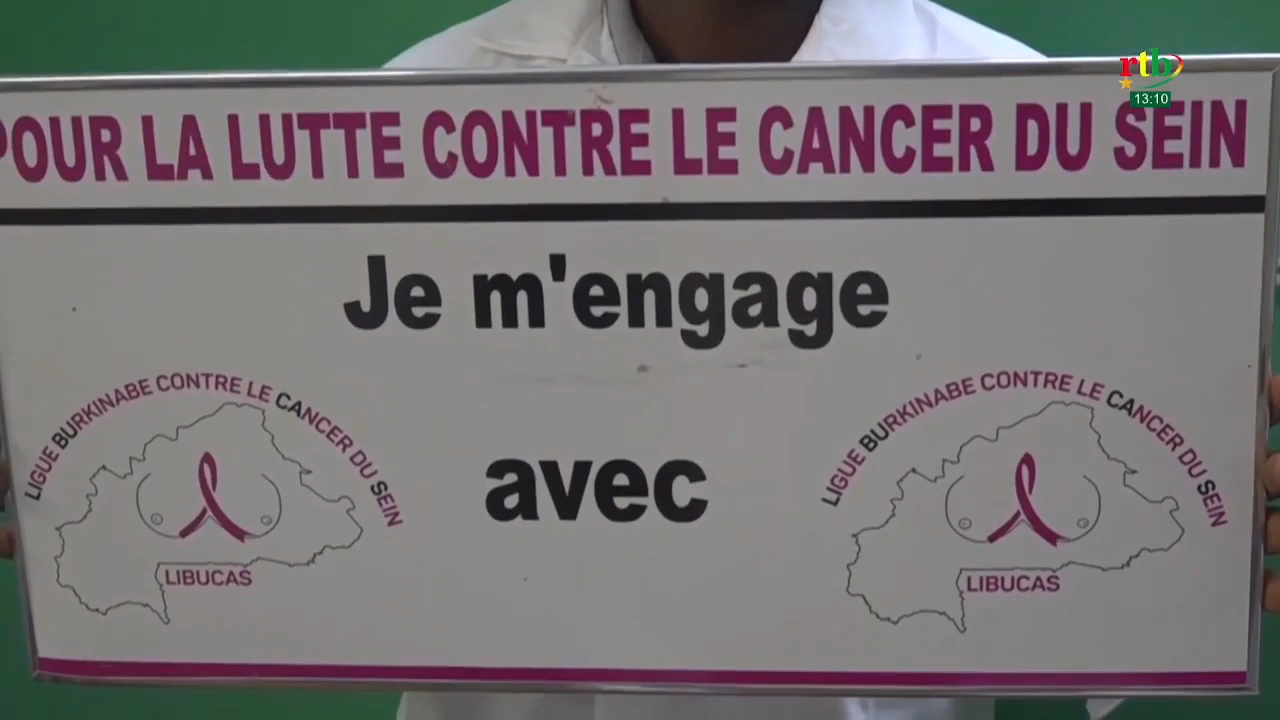 rtb
13:10
POUR LA LUTTE CONTRE LE CANCER DU SEIN
Je m'engage
avec
LIGUE BURKINABE CONTRE LE CANCER DU SEIN
LIBUCAS
LIGUE BURKINABE CONTRE LE CANCER DU SEIN
LIBUCAS